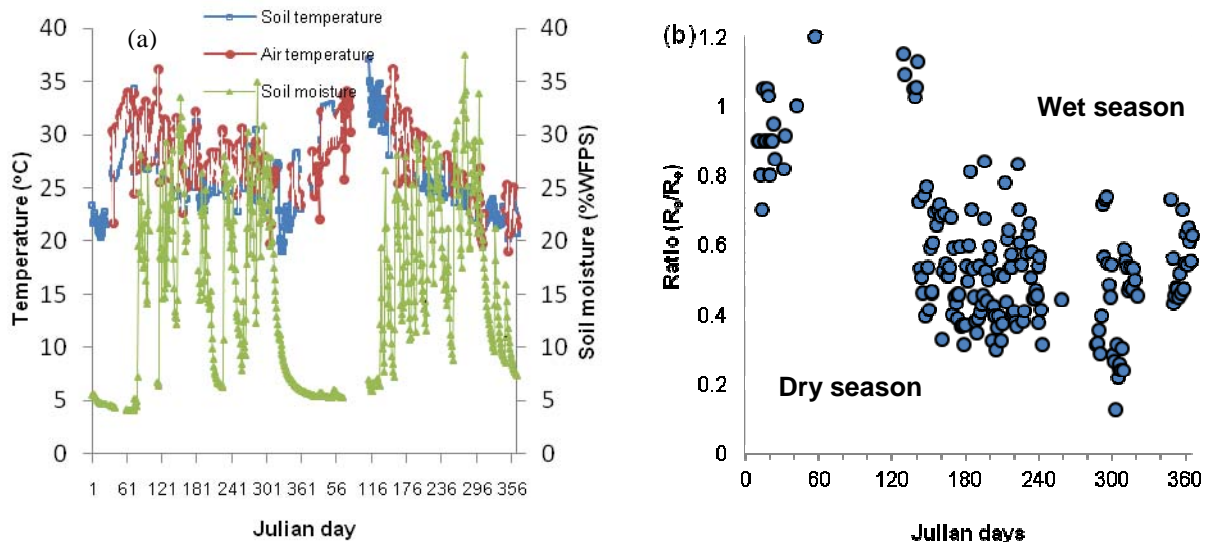 (a)
Soil temperature
Air temperature
Soil moisture
40
35
30
25
20
15
10
5
0
Temperature (ºC)
40
35
30
25
20
15
10
5
0
Soil moisture (%WFPS)
1 61 121 181 241 301 361 56 116 176 236 296 356
Julian day
(b)
1.2
1
0.8
0.6
0.4
0.2
0
Wet season
Dry season
0 60 120 180 240 300 360
Julian days